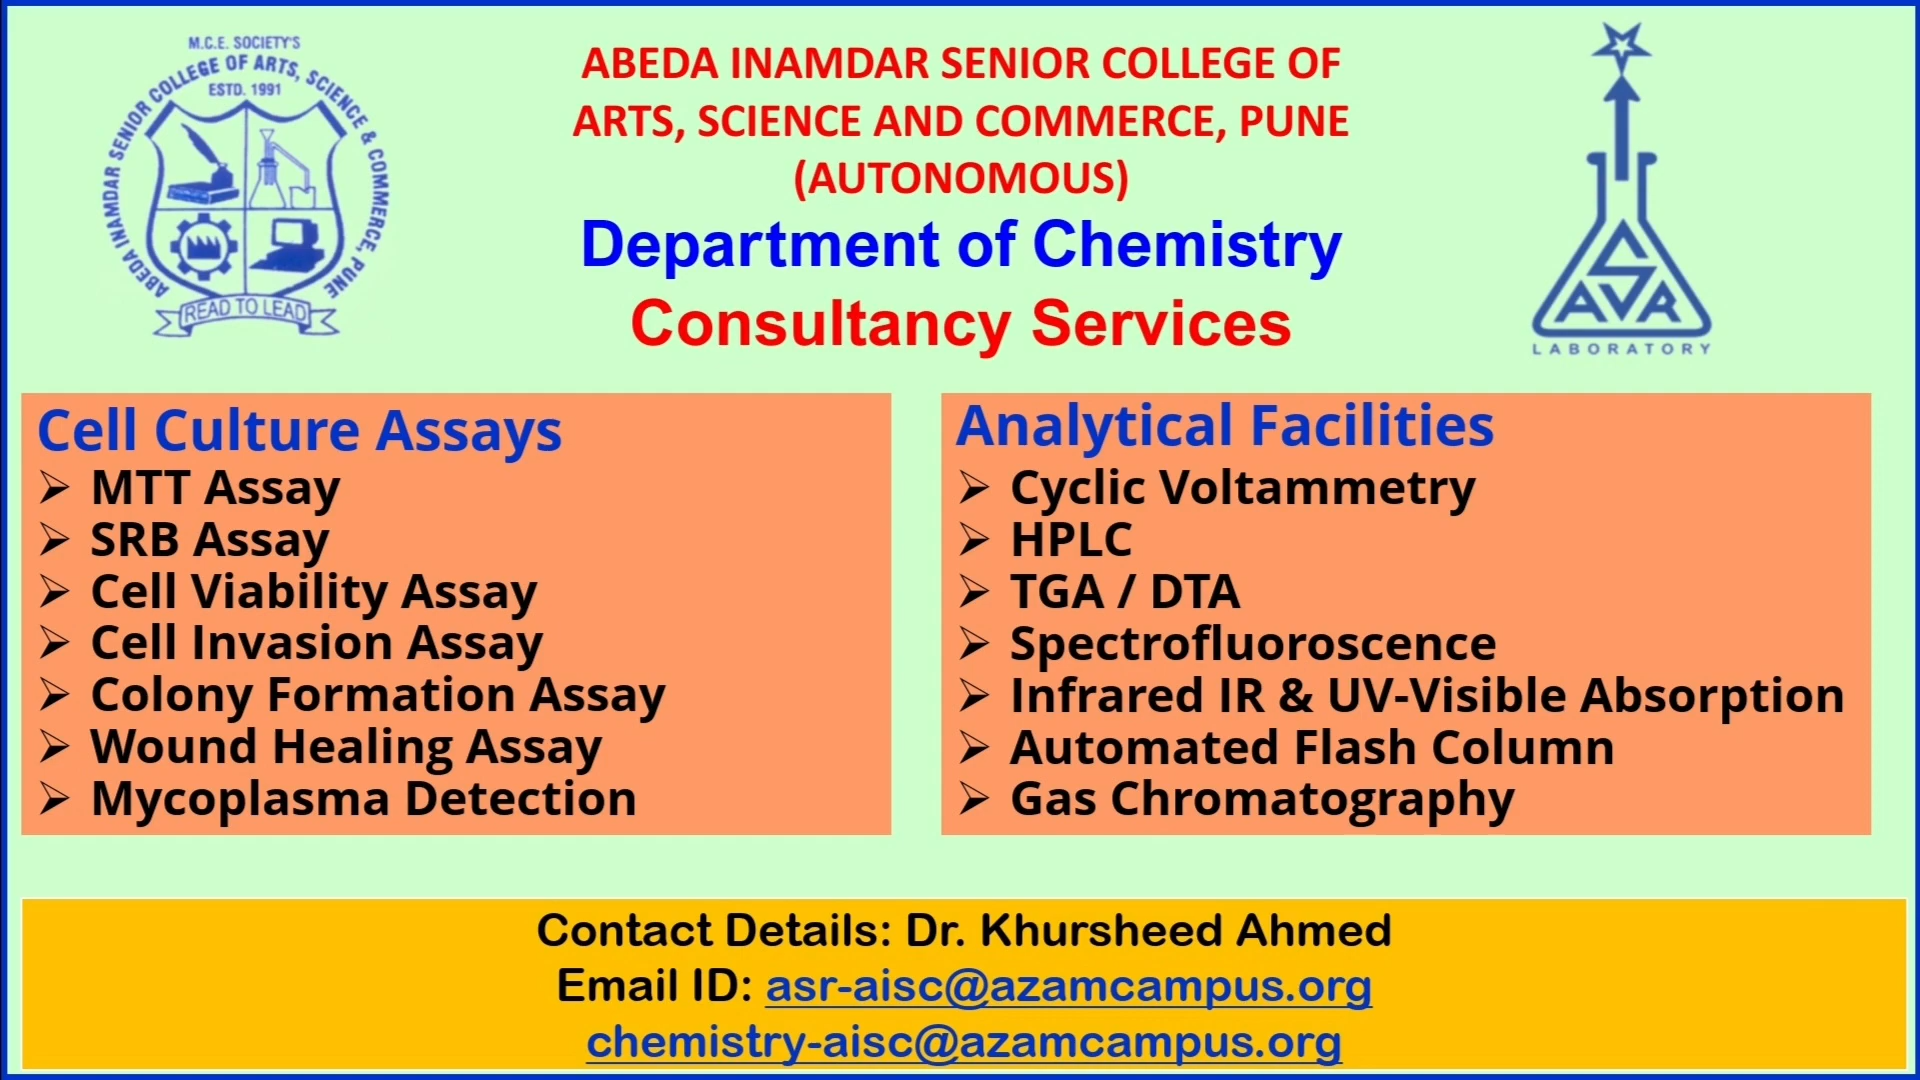 M.C.E. SOCIETY'S
ABEDA INAMDAR SENIOR COLLEGE OF ARTS, SCIENCE & COMMERCE, PUNE
ESTD. 1991
READ TO LEAD
ABEDA INAMDAR SENIOR COLLEGE OF
ARTS, SCIENCE AND COMMERCE, PUNE
(AUTONOMOUS)
Department of Chemistry
Consultancy Services
ASAVR
LABORATORY
Cell Culture Assays
➢ MTT Assay
➢ SRB Assay
➢ Cell Viability Assay
➢ Cell Invasion Assay
➢ Colony Formation Assay
➢ Wound Healing Assay
➢ Mycoplasma Detection
Analytical Facilities
➢ Cyclic Voltammetry
➢ HPLC
➢ TGA / DTA
➢ Spectrofluoroscence
➢ Infrared IR & UV-Visible Absorption
➢ Automated Flash Column
➢ Gas Chromatography
Contact Details: Dr. Khursheed Ahmed
Email ID: asr-aisc@azamcampus.org
chemistry-aisc@azamcampus.org